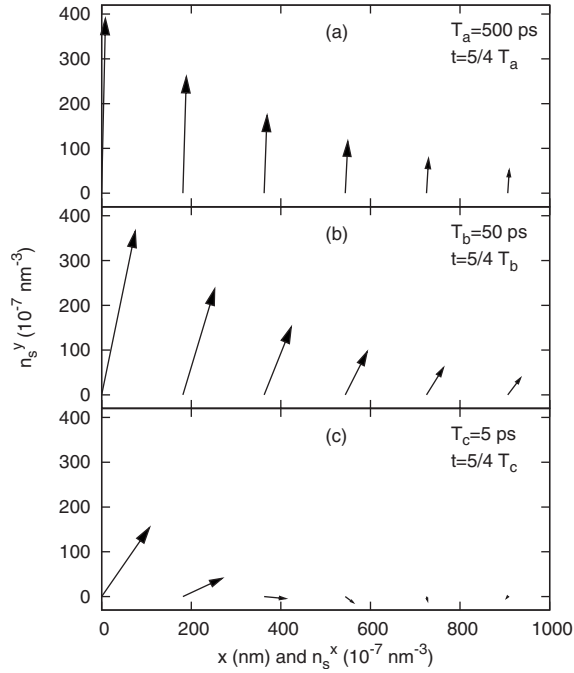 400
300
200
100
0
(a)
T_a=500 ps
t=5/4 T_a
400
300
200
100
0
(b)
T_b=50 ps
t=5/4 T_b
400
300
200
100
0
(c)
T_c=5 ps
t=5/4 T_c
n_s^y (10^-7 nm^-3)
0 200 400 600 800 1000
x (nm) and n_s^x (10^-7 nm^-3)